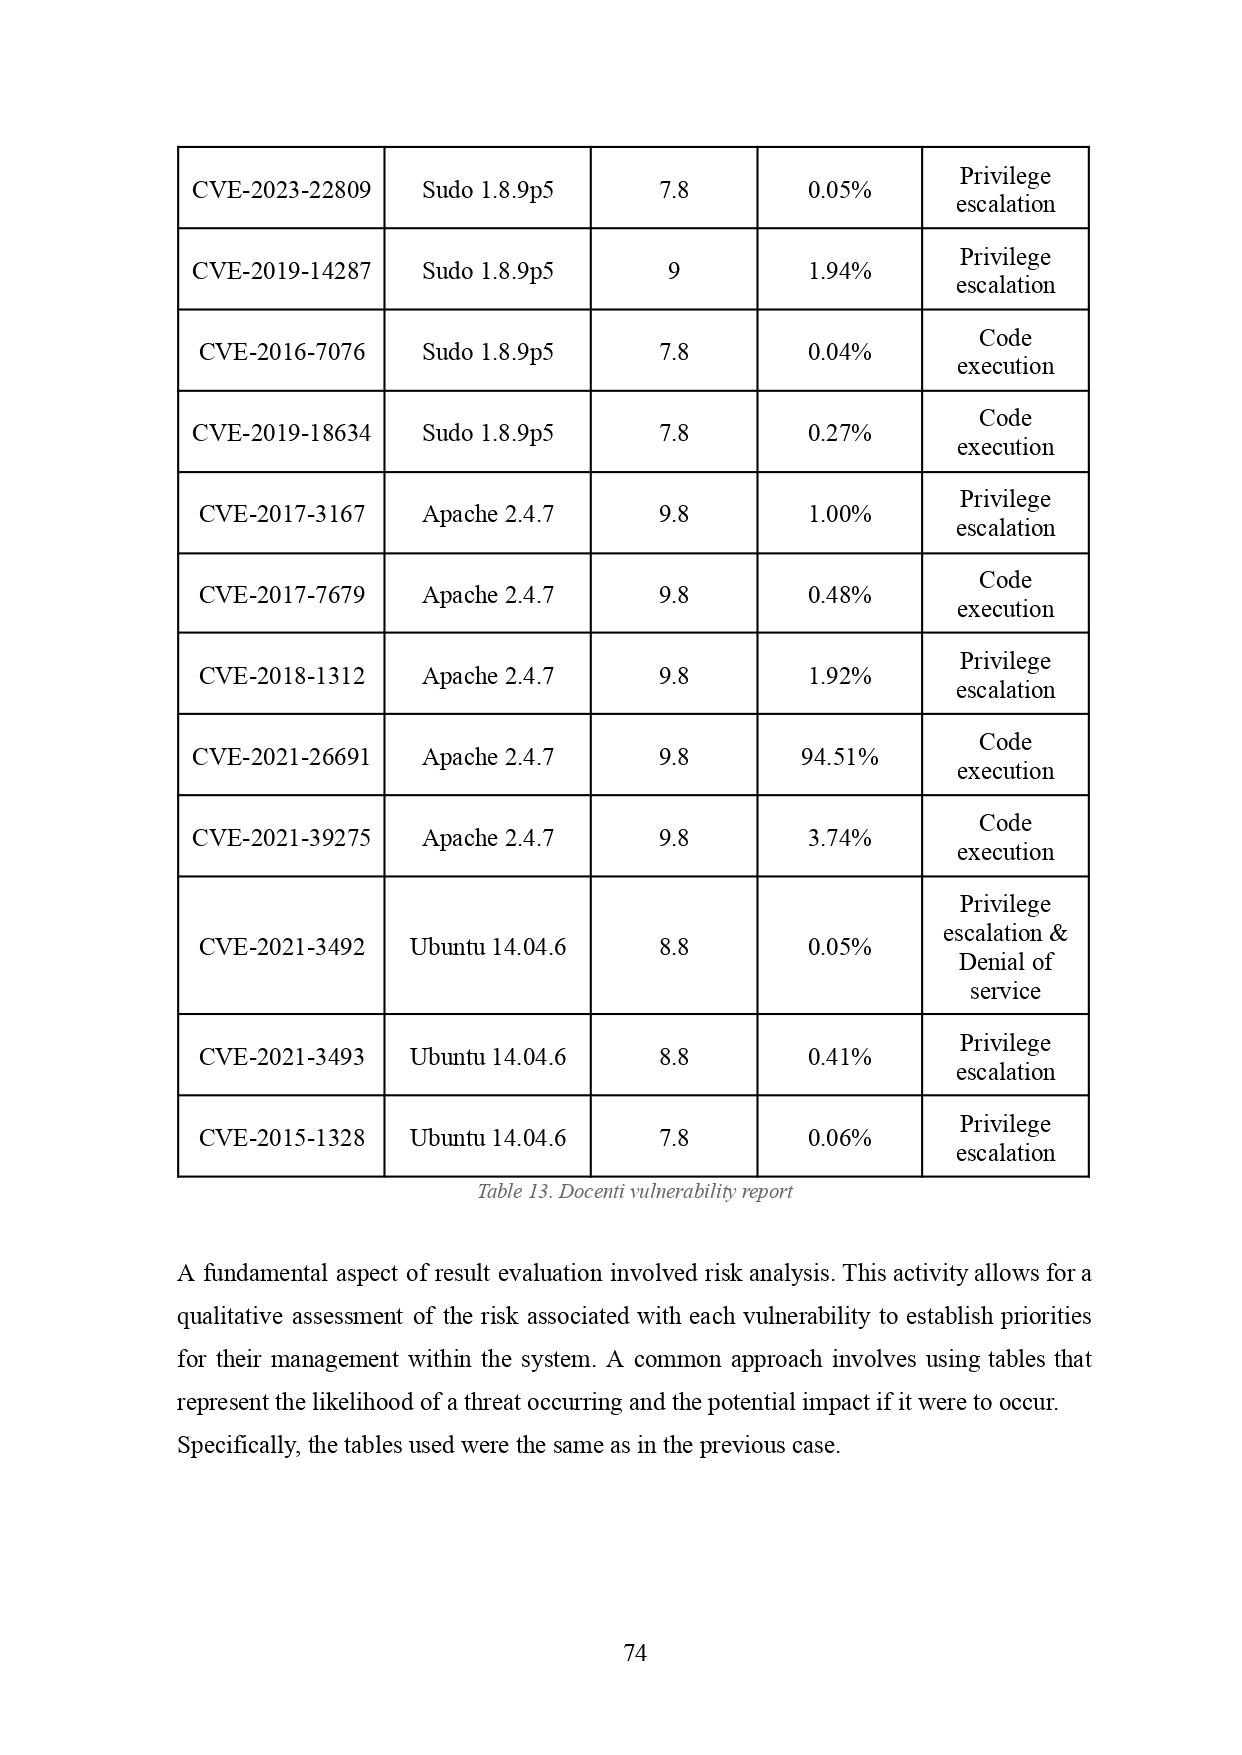 CVE-2023-22809 Sudo 1.8.9p5 7.8 0.05% Privilege
escalation
CVE-2019-14287 Sudo 1.8.9p5 9 1.94% Privilege
escalation
CVE-2016-7076 Sudo 1.8.9p5 7.8 0.04% Code
execution
CVE-2019-18634 Sudo 1.8.9p5 7.8 0.27% Code
execution
CVE-2017-3167 Apache 2.4.7 9.8 1.00% Privilege
escalation
CVE-2017-7679 Apache 2.4.7 9.8 0.48% Code
execution
CVE-2018-1312 Apache 2.4.7 9.8 1.92% Privilege
escalation
CVE-2021-26691 Apache 2.4.7 9.8 94.51% Code
execution
CVE-2021-39275 Apache 2.4.7 9.8 3.74% Code
execution
CVE-2021-3492 Ubuntu 14.04.6 8.8 0.05% Privilege
escalation &
Denial of
service
CVE-2021-3493 Ubuntu 14.04.6 8.8 0.41% Privilege
escalation
CVE-2015-1328 Ubuntu 14.04.6 7.8 0.06% Privilege
escalation
Table 13. Docenti vulnerability report
A fundamental aspect of result evaluation involved risk analysis. This activity allows for a
qualitative assessment of the risk associated with each vulnerability to establish priorities
for their management within the system. A common approach involves using tables that
represent the likelihood of a threat occurring and the potential impact if it were to occur.
Specifically, the tables used were the same as in the previous case.
74